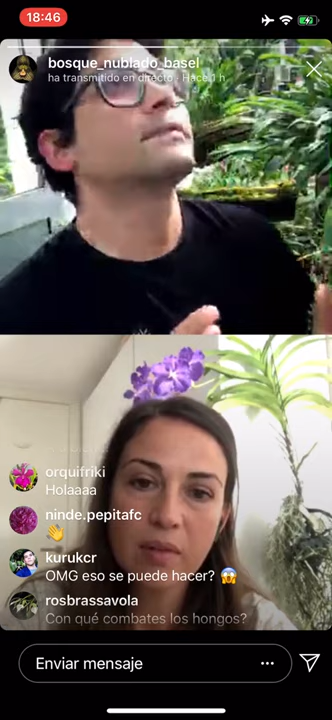 18:46
bosque_nublado_basel
ha transmitido en directo · Hace 1 h
orquifriki
Holaaaa
ninde.pepitafc
👋
kurukcr
OMG eso se puede hacer? 😱
rosbrassavola
Con qué combates los hongos?
Enviar mensaje